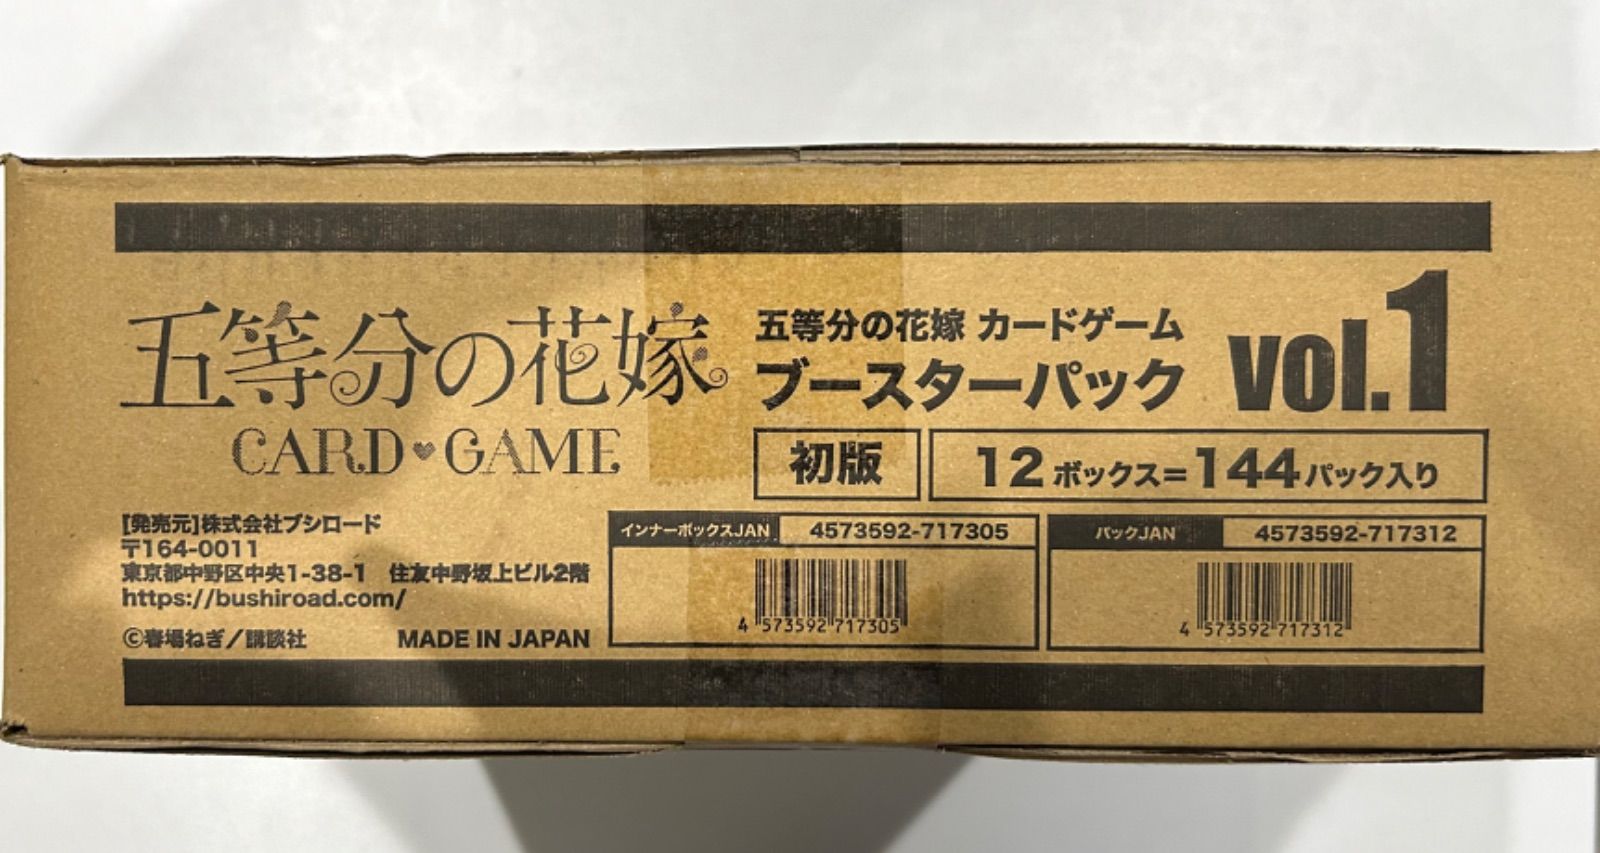 五等分の花嫁
CARD♥GAME
五等分の花嫁 カードゲーム
ブースターパック
vol.1
初版
12ボックス=144パック入り
[発売元]株式会社ブシロード
〒164-0011
東京都中野区中央1-38-1 住友中野坂上ビル2階
https://bushiroad.com/
©春場ねぎ/講談社 MADE IN JAPAN
インナーボックスJAN 4573592-717305
4 573592 717305
パックJAN 4573592-717312
4 573592 717312